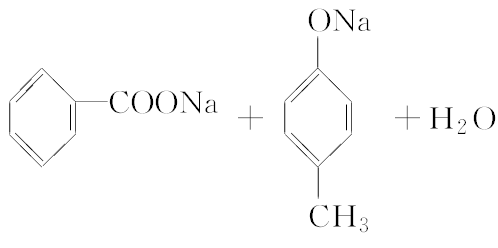 ONa
COONa + + H₂O
CH₃